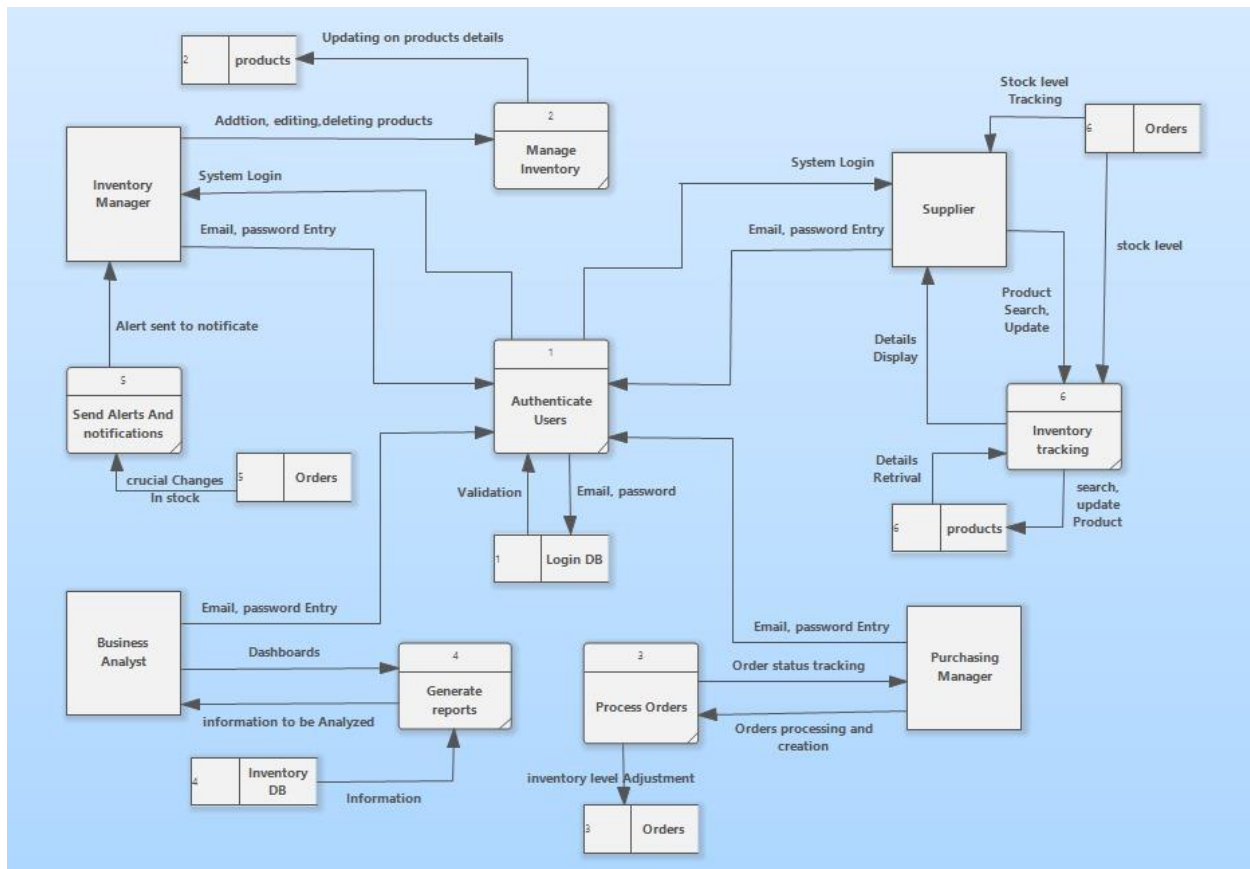 Updating on products details
2
products
Stock level
Tracking
6
Orders
2
Manage
Inventory
Addtion, editing,deleting products
Inventory
Manager
System Login
Email, password Entry
System Login
Supplier
Email, password Entry
stock level
Product
Search,
Update
Details
Display
Alert sent to notificate
1
Authenticate
Users
5
Send Alerts And
notifications
6
Inventory
tracking
crucial Changes
In stock
5
Orders
Validation
Email, password
Details
Retrival
search,
update
Product
6
products
1
Login DB
Business
Analyst
Email, password Entry
Dashboards
information to be Analyzed
4
Generate
reports
4
Inventory
DB
Information
3
Process Orders
Email, password Entry
Order status tracking
Orders processing and
creation
Purchasing
Manager
inventory level Adjustment
3
Orders